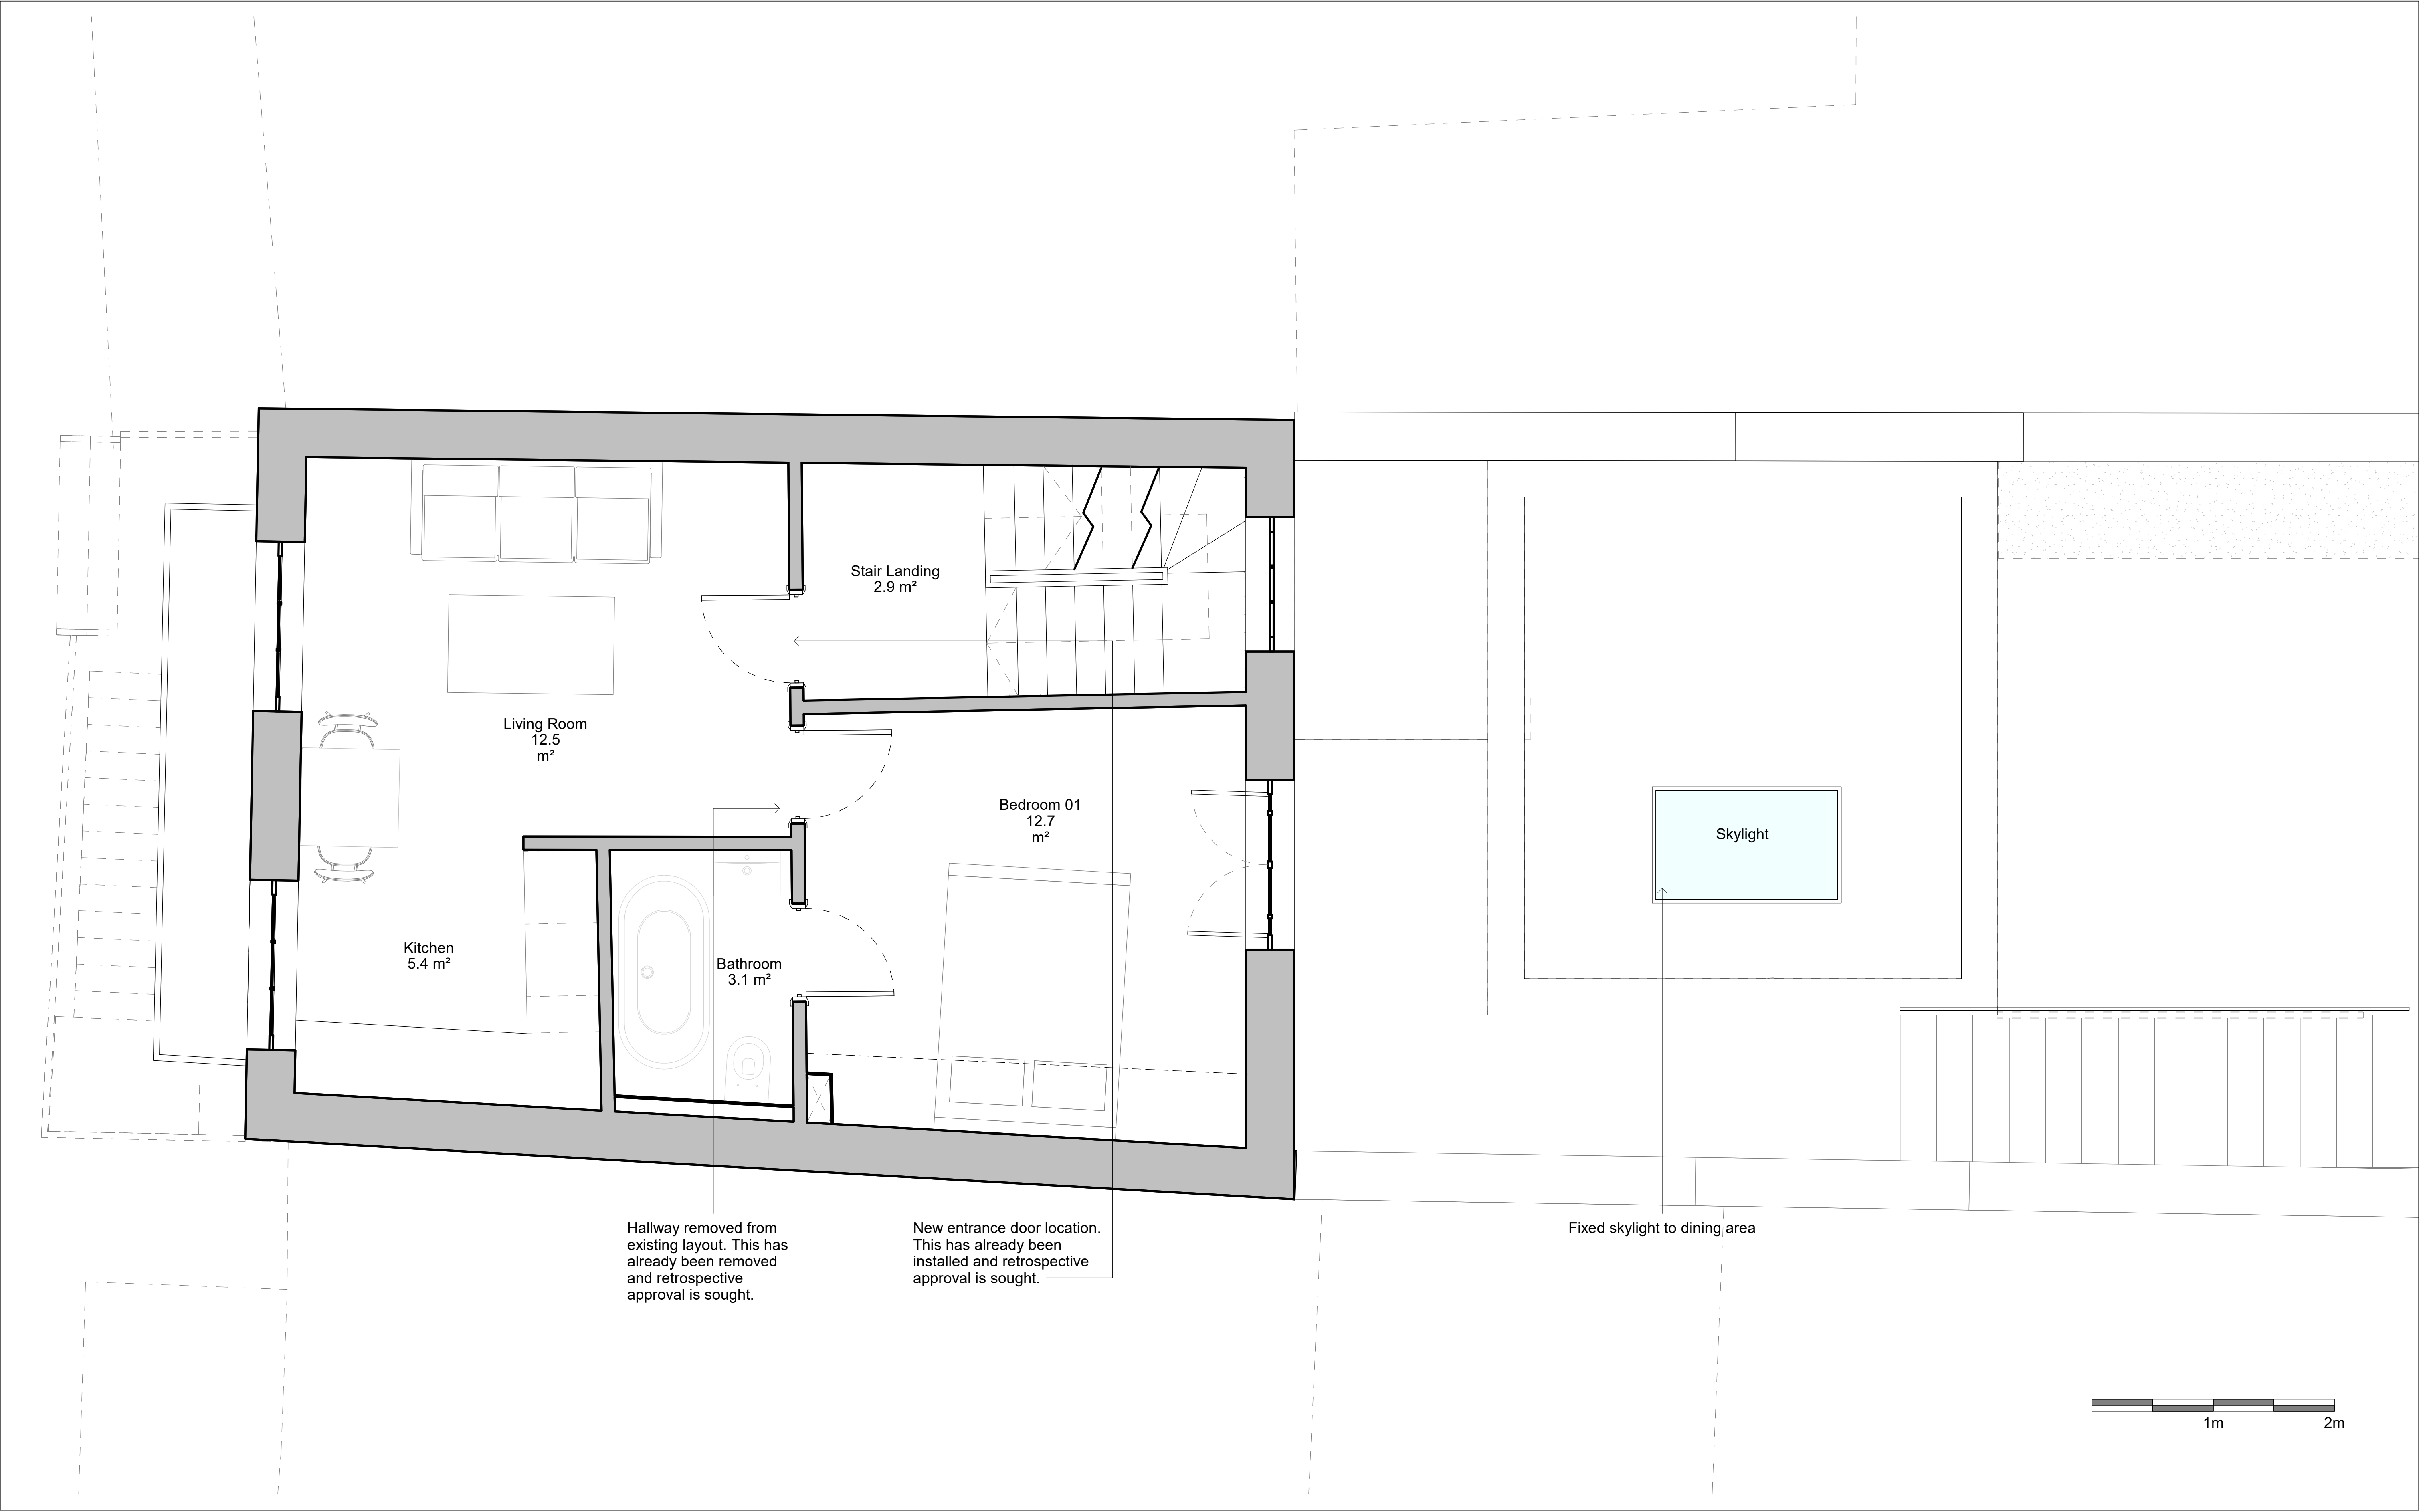 Stair Landing
2.9 m²
Living Room
12.5
m²
Bedroom 01
12.7
m²
Skylight
Kitchen
5.4 m²
Bathroom
3.1 m²
Hallway removed from
existing layout. This has
already been removed
and retrospective
approval is sought.
New entrance door location.
This has already been
installed and retrospective
approval is sought.
Fixed skylight to dining area
1m
2m